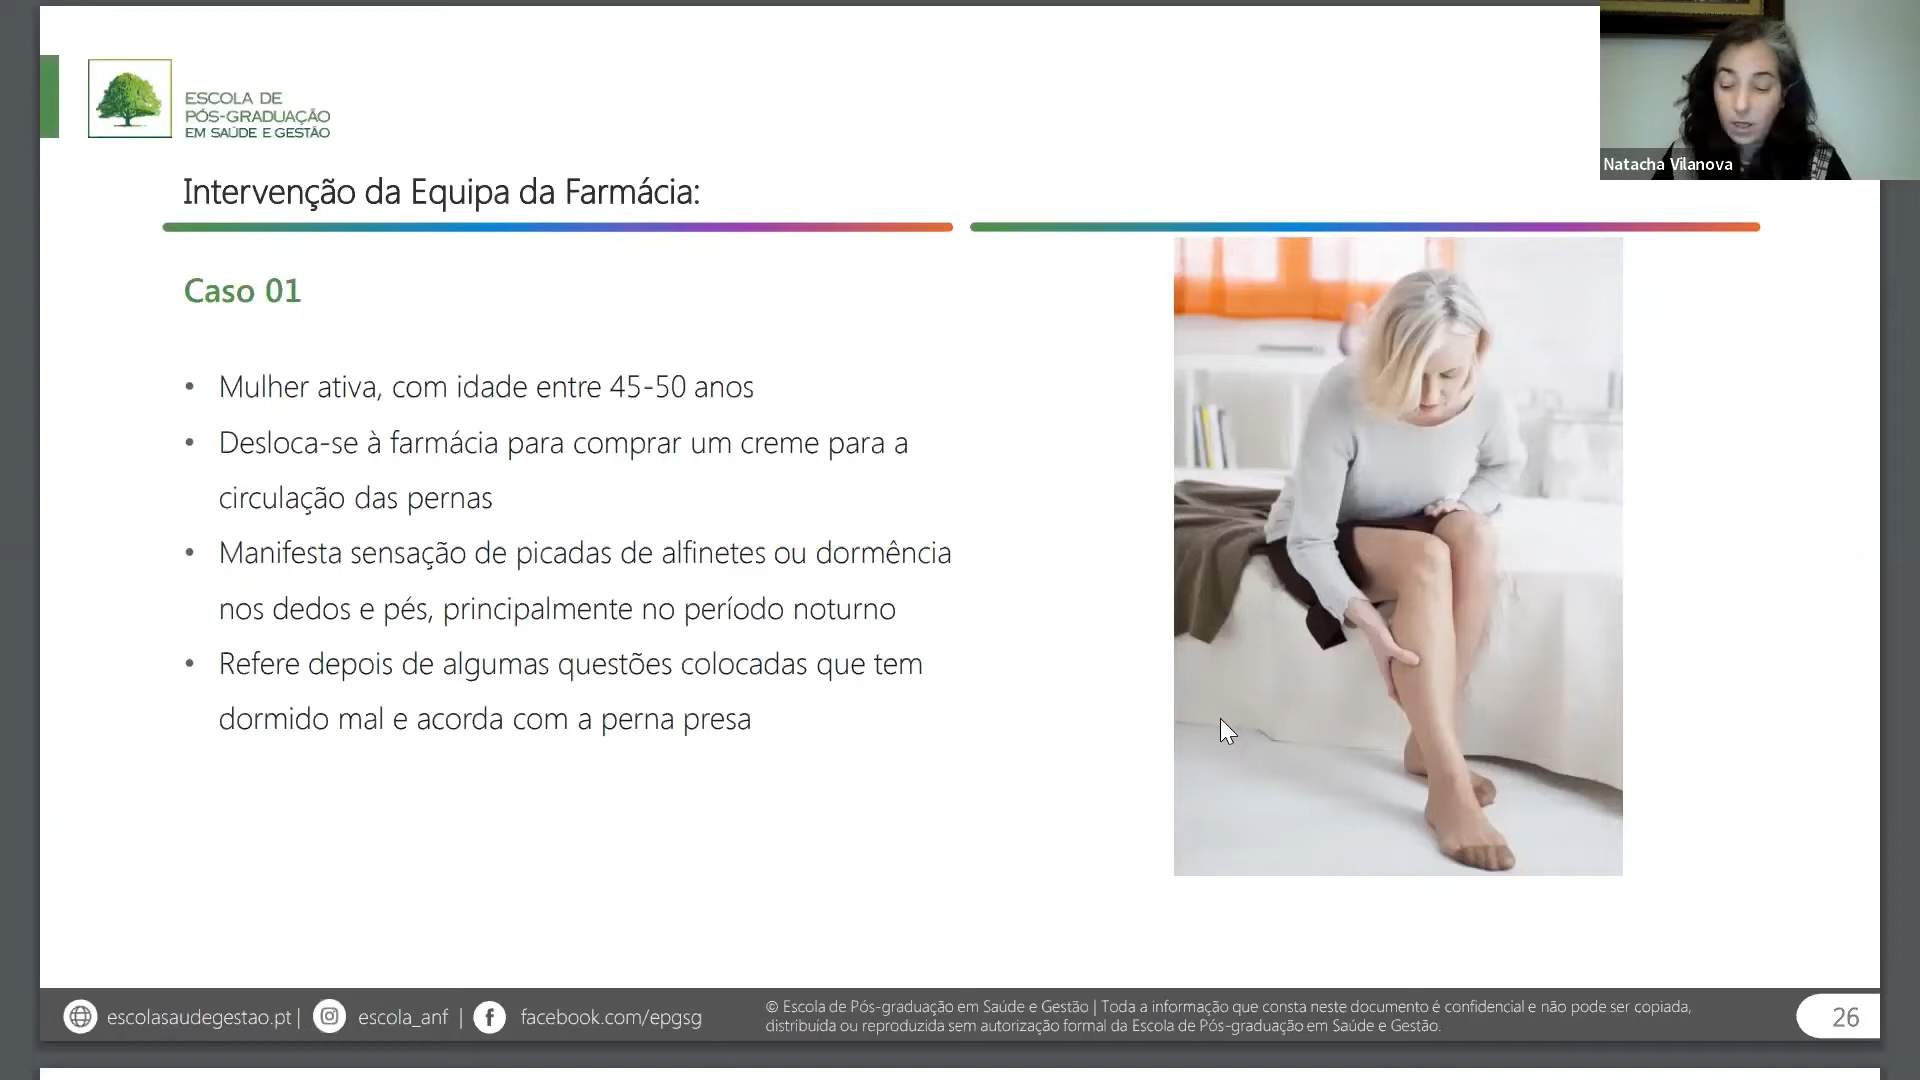 ESCOLA DE
PÓS-GRADUAÇÃO
EM SAÚDE E GESTÃO
Natacha Vilanova
Intervenção da Equipa da Farmácia:
Caso 01
• Mulher ativa, com idade entre 45-50 anos
• Desloca-se à farmácia para comprar um creme para a
circulação das pernas
• Manifesta sensação de picadas de alfinetes ou dormência
nos dedos e pés, principalmente no período noturno
• Refere depois de algumas questões colocadas que tem
dormido mal e acorda com a perna presa
escolasaudegestao.pt | escola_anf | facebook.com/epgsg
© Escola de Pós-graduação em Saúde e Gestão | Toda a informação que consta neste documento é confidencial e não pode ser copiada,
distribuída ou reproduzida sem autorização formal da Escola de Pós-graduação em Saúde e Gestão.
26